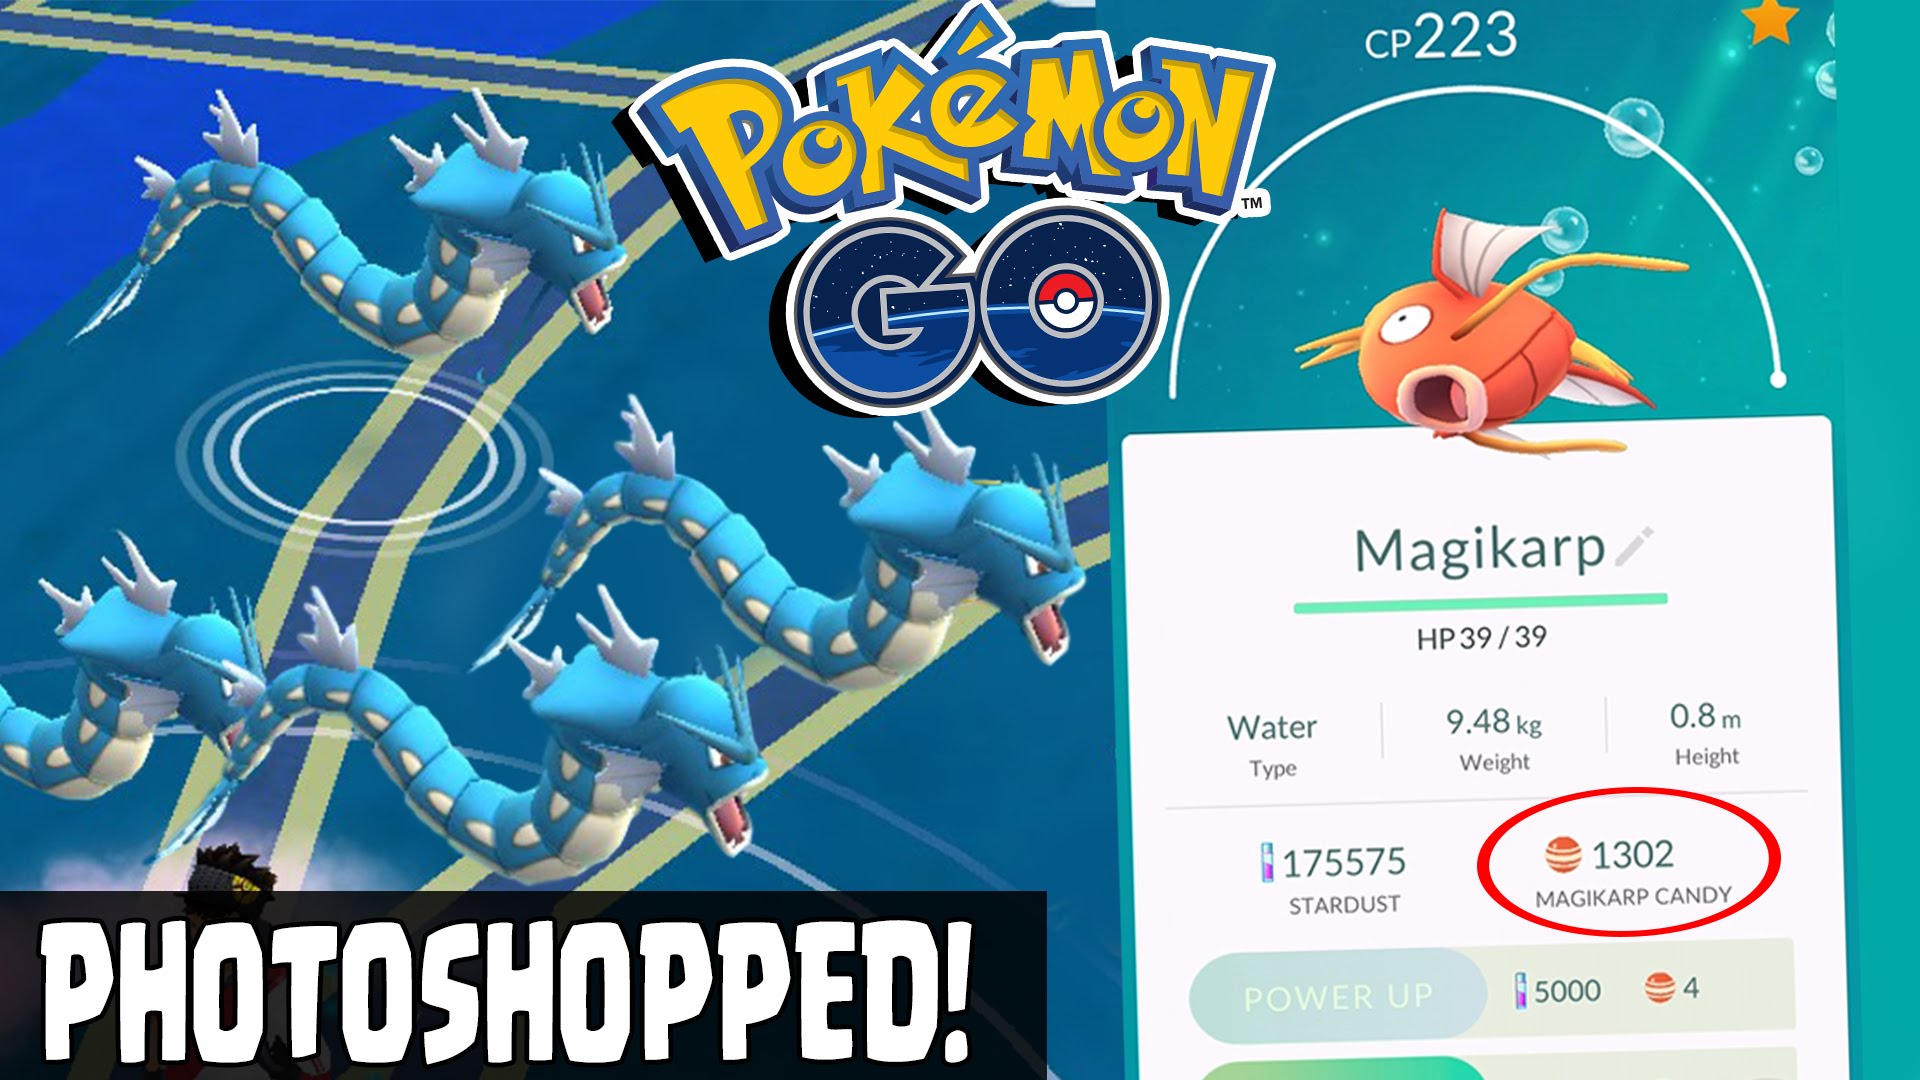 POKéMON
™
GO
PHOTOSHOPPED!
CP223
Magikarp
HP 39 / 39
Water
Type
9.48 kg
Weight
0.8 m
Height
175575
STARDUST
1302
MAGIKARP CANDY
POWER UP
5000
4